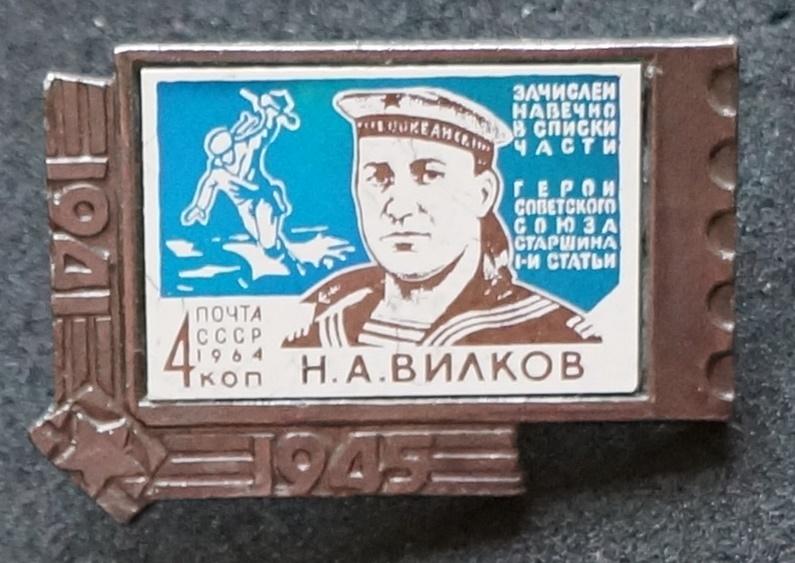 ЗАЧИСЛЕН
НАВЕЧНО
В СПИСКИ
ЧАСТИ
ГЕРОЙ
СОВЕТСКОГО
СОЮЗА
СТАРШИНА
1-Й СТАТЬИ
ПОЧТА
СССР
1964
4 КОП
Н.А.ВИЛКОВ
1941
1945